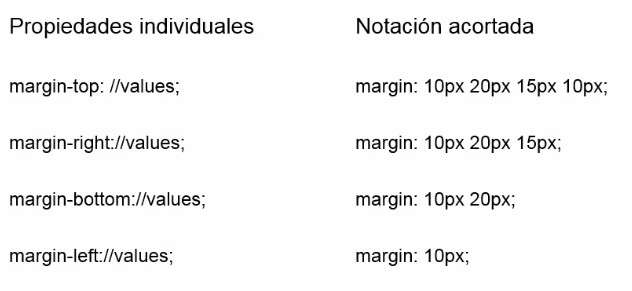 Propiedades individuales Notación acortada
margin-top: //values; margin: 10px 20px 15px 10px;
margin-right://values; margin: 10px 20px 15px;
margin-bottom://values; margin: 10px 20px;
margin-left://values; margin: 10px;